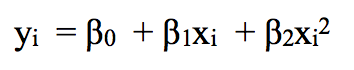 yᵢ = β₀ + β₁xᵢ + β₂xᵢ²